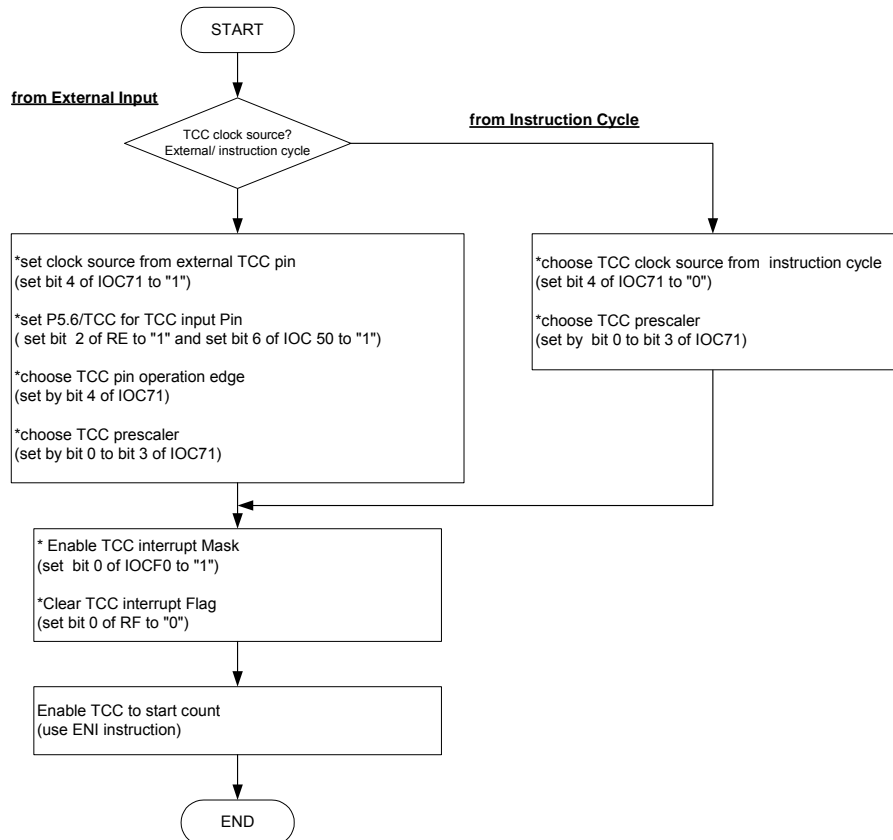 START
from External Input
from Instruction Cycle
TCC clock source?
External/ instruction cycle
*set clock source from external TCC pin
(set bit 4 of IOC71 to "1")
*set P5.6/TCC for TCC input Pin
( set bit  2 of RE to "1" and set bit 6 of IOC 50 to "1")
*choose TCC pin operation edge
(set by bit 4 of IOC71)
*choose TCC prescaler
(set by bit 0 to bit 3 of IOC71)
*choose TCC clock source from  instruction cycle
(set bit 4 of IOC71 to "0")
*choose TCC prescaler
(set by  bit 0 to bit 3 of IOC71)
* Enable TCC interrupt Mask
(set  bit 0 of IOCF0 to "1")
*Clear TCC interrupt Flag
(set bit 0 of RF to "0")
Enable TCC to start count
(use ENI instruction)
END